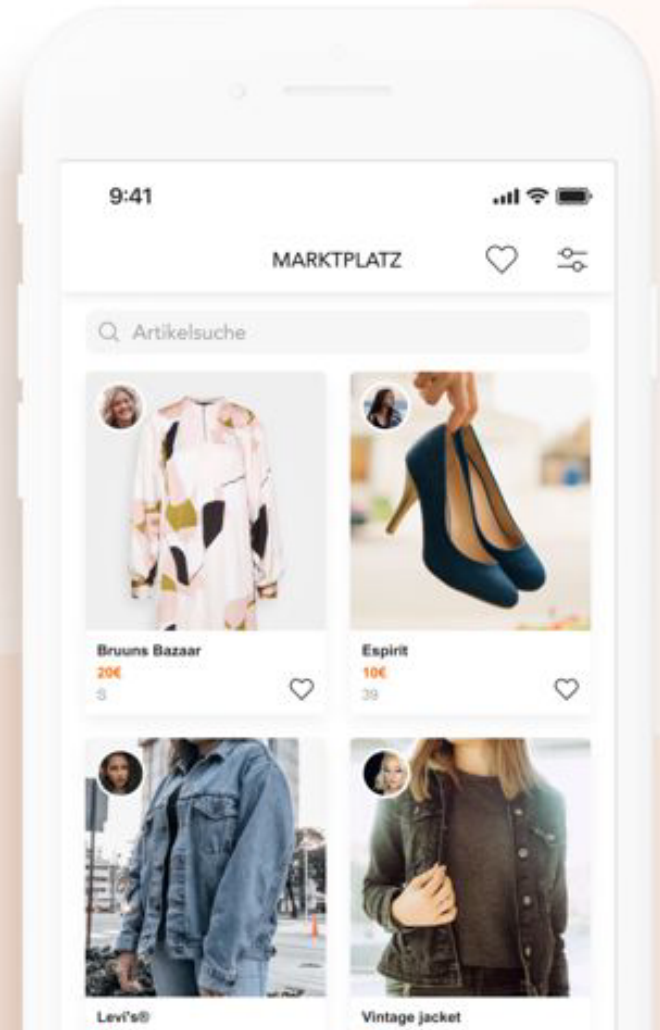 9:41
MARKTPLATZ
Artikelsuche
Bruuns Bazaar
20€
S
Espirit
10€
39
Levi's®
Vintage jacket